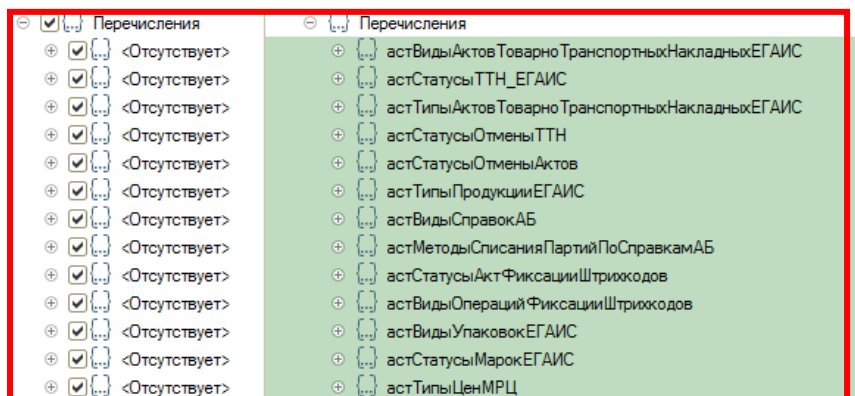 Перечисления Перечисления
<Отсутствует> астВидыАктовТоварноТранспортныхНакладныхЕГАИС
<Отсутствует> астСтатусыТТН_ЕГАИС
<Отсутствует> астТипыАктовТоварноТранспортныхНакладныхЕГАИС
<Отсутствует> астСтатусыОтменыТТН
<Отсутствует> астСтатусыОтменыАктов
<Отсутствует> астТипыПродукцииЕГАИС
<Отсутствует> астВидыСправокАБ
<Отсутствует> астМетодыСписанияПартийПоСправкамАБ
<Отсутствует> астСтатусыАктФиксацииШтрихкодов
<Отсутствует> астВидыОперацийФиксацииШтрихкодов
<Отсутствует> астВидыУпаковокЕГАИС
<Отсутствует> астСтатусыМарокЕГАИС
<Отсутствует> астТипыЦенМРЦ